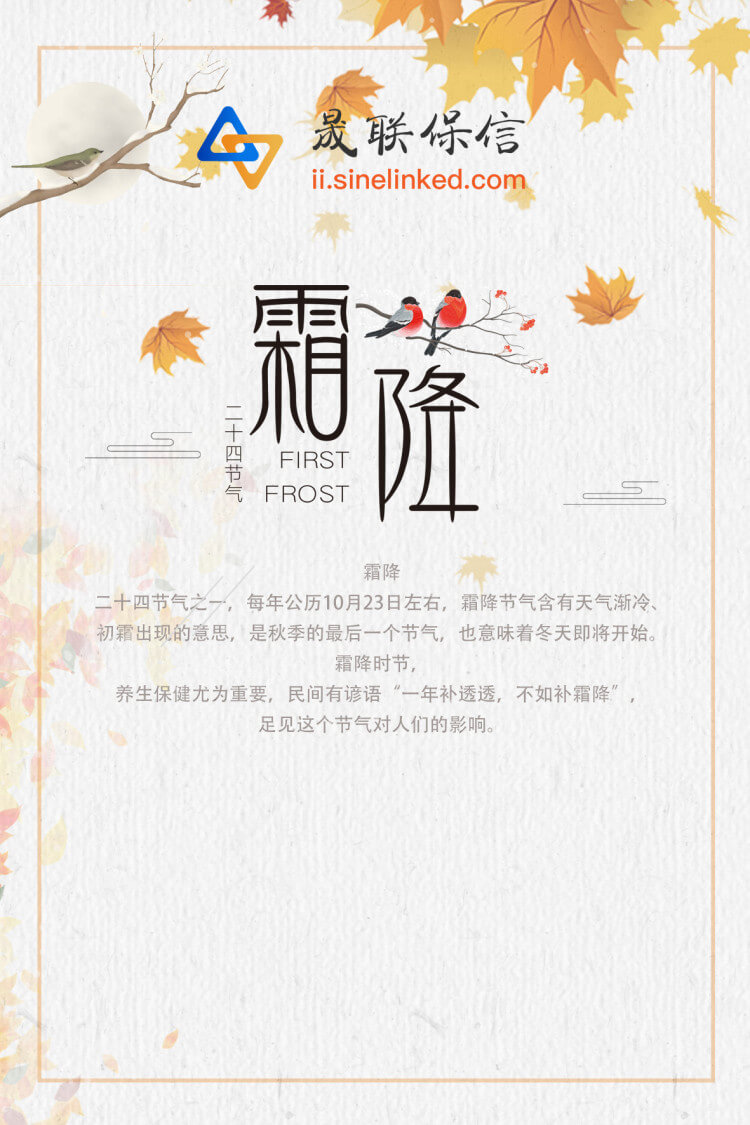 晟联保信
ii.sinelinked.com
霜降
二十四节气
FIRST
FROST
霜降
二十四节气之一，每年公历10月23日左右，霜降节气含有天气渐冷、
初霜出现的意思，是秋季的最后一个节气，也意味着冬天即将开始。
霜降时节，
养生保健尤为重要，民间有谚语“一年补透透，不如补霜降”，
足见这个节气对人们的影响。